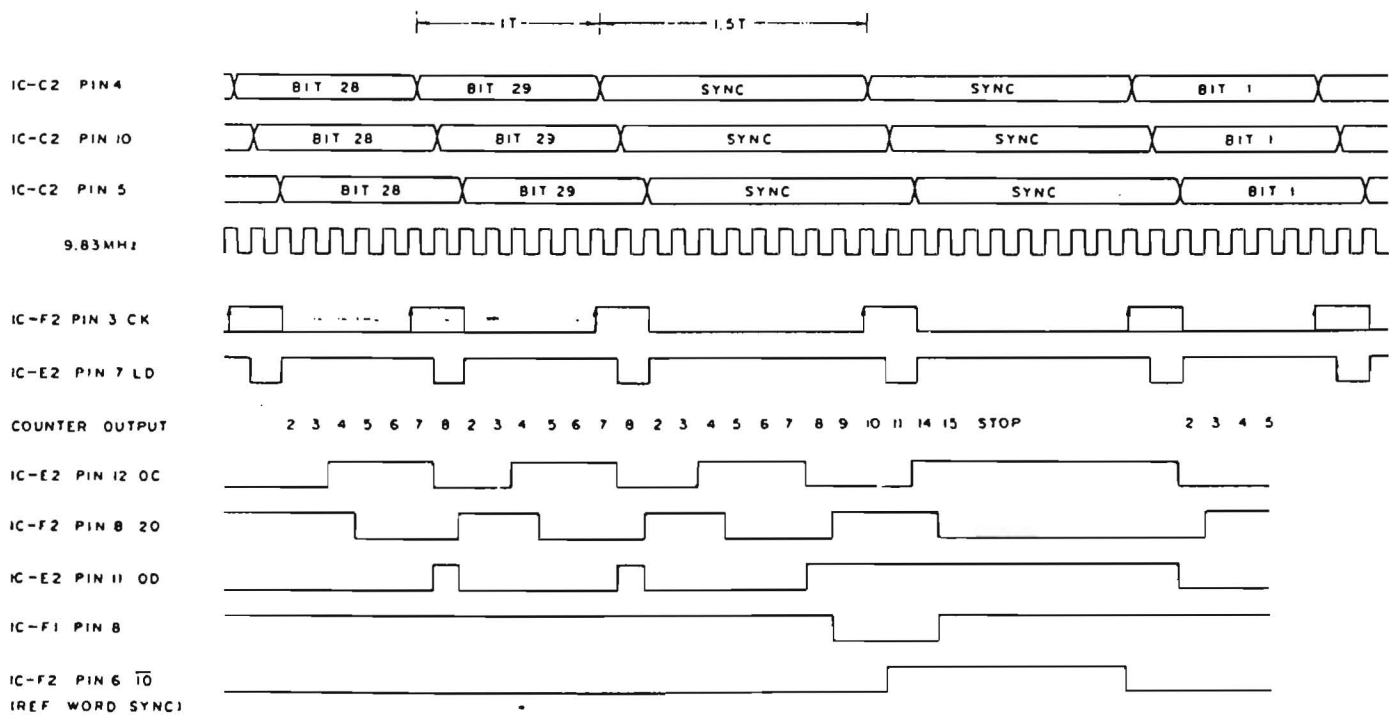 1T 1.5T
IC-C2 PIN 4 BIT 28 BIT 29 SYNC SYNC BIT 1
IC-C2 PIN 10 BIT 28 BIT 29 SYNC SYNC BIT 1
IC-C2 PIN 5 BIT 28 BIT 29 SYNC SYNC BIT 1
9.83MHz
IC-F2 PIN 3 CK
IC-E2 PIN 7 LD
COUNTER OUTPUT 2 3 4 5 6 7 8 2 3 4 5 6 7 8 2 3 4 5 6 7 8 9 10 11 14 15 STOP 2 3 4 5
IC-E2 PIN 12 OC
IC-F2 PIN 8 2O
IC-E2 PIN 11 OD
IC-F1 PIN 8
IC-F2 PIN 6 1̅O̅
(REF WORD SYNC)